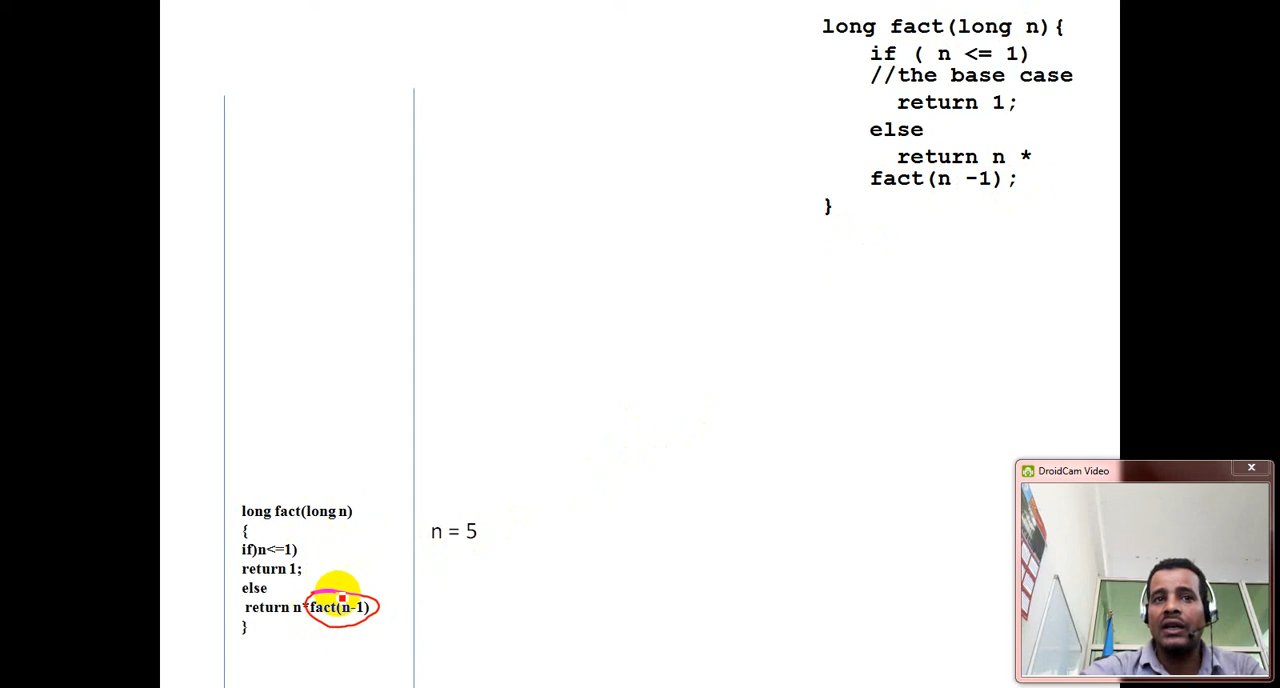 long fact(long n){
if ( n <= 1)
//the base case
return 1;
else
return n *
fact(n -1);
}
long fact(long n)
{
if)n<=1)
return 1;
else
return n*fact(n-1)
}
n = 5
DroidCam Video
x